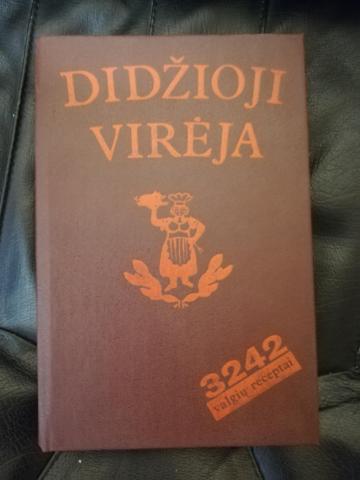 DIDŽIOJI
VIRĖJA
3242
valgių receptai